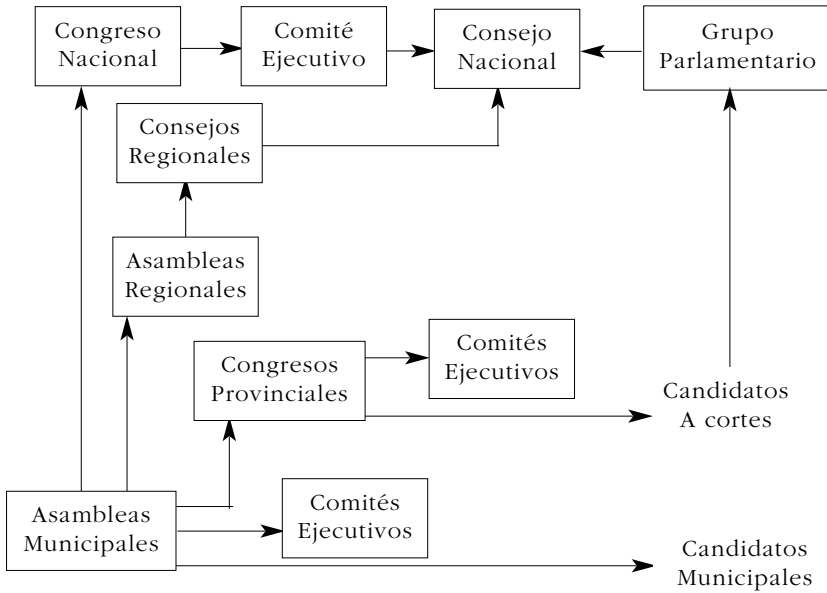 Congreso
Nacional
Comité
Ejecutivo
Consejo
Nacional
Grupo
Parlamentario
Consejos
Regionales
Asambleas
Regionales
Congresos
Provinciales
Comités
Ejecutivos
Candidatos
A cortes
Asambleas
Municipales
Comités
Ejecutivos
Candidatos
Municipales